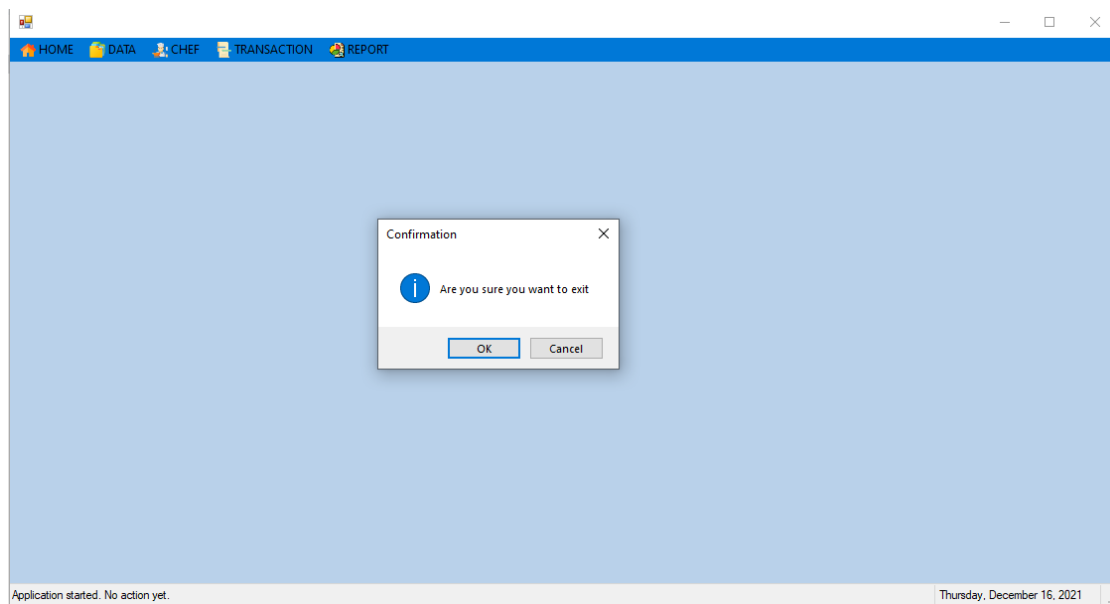 HOME DATA CHEF TRANSACTION REPORT
Confirmation
Are you sure you want to exit
OK Cancel
Application started. No action yet. Thursday, December 16, 2021